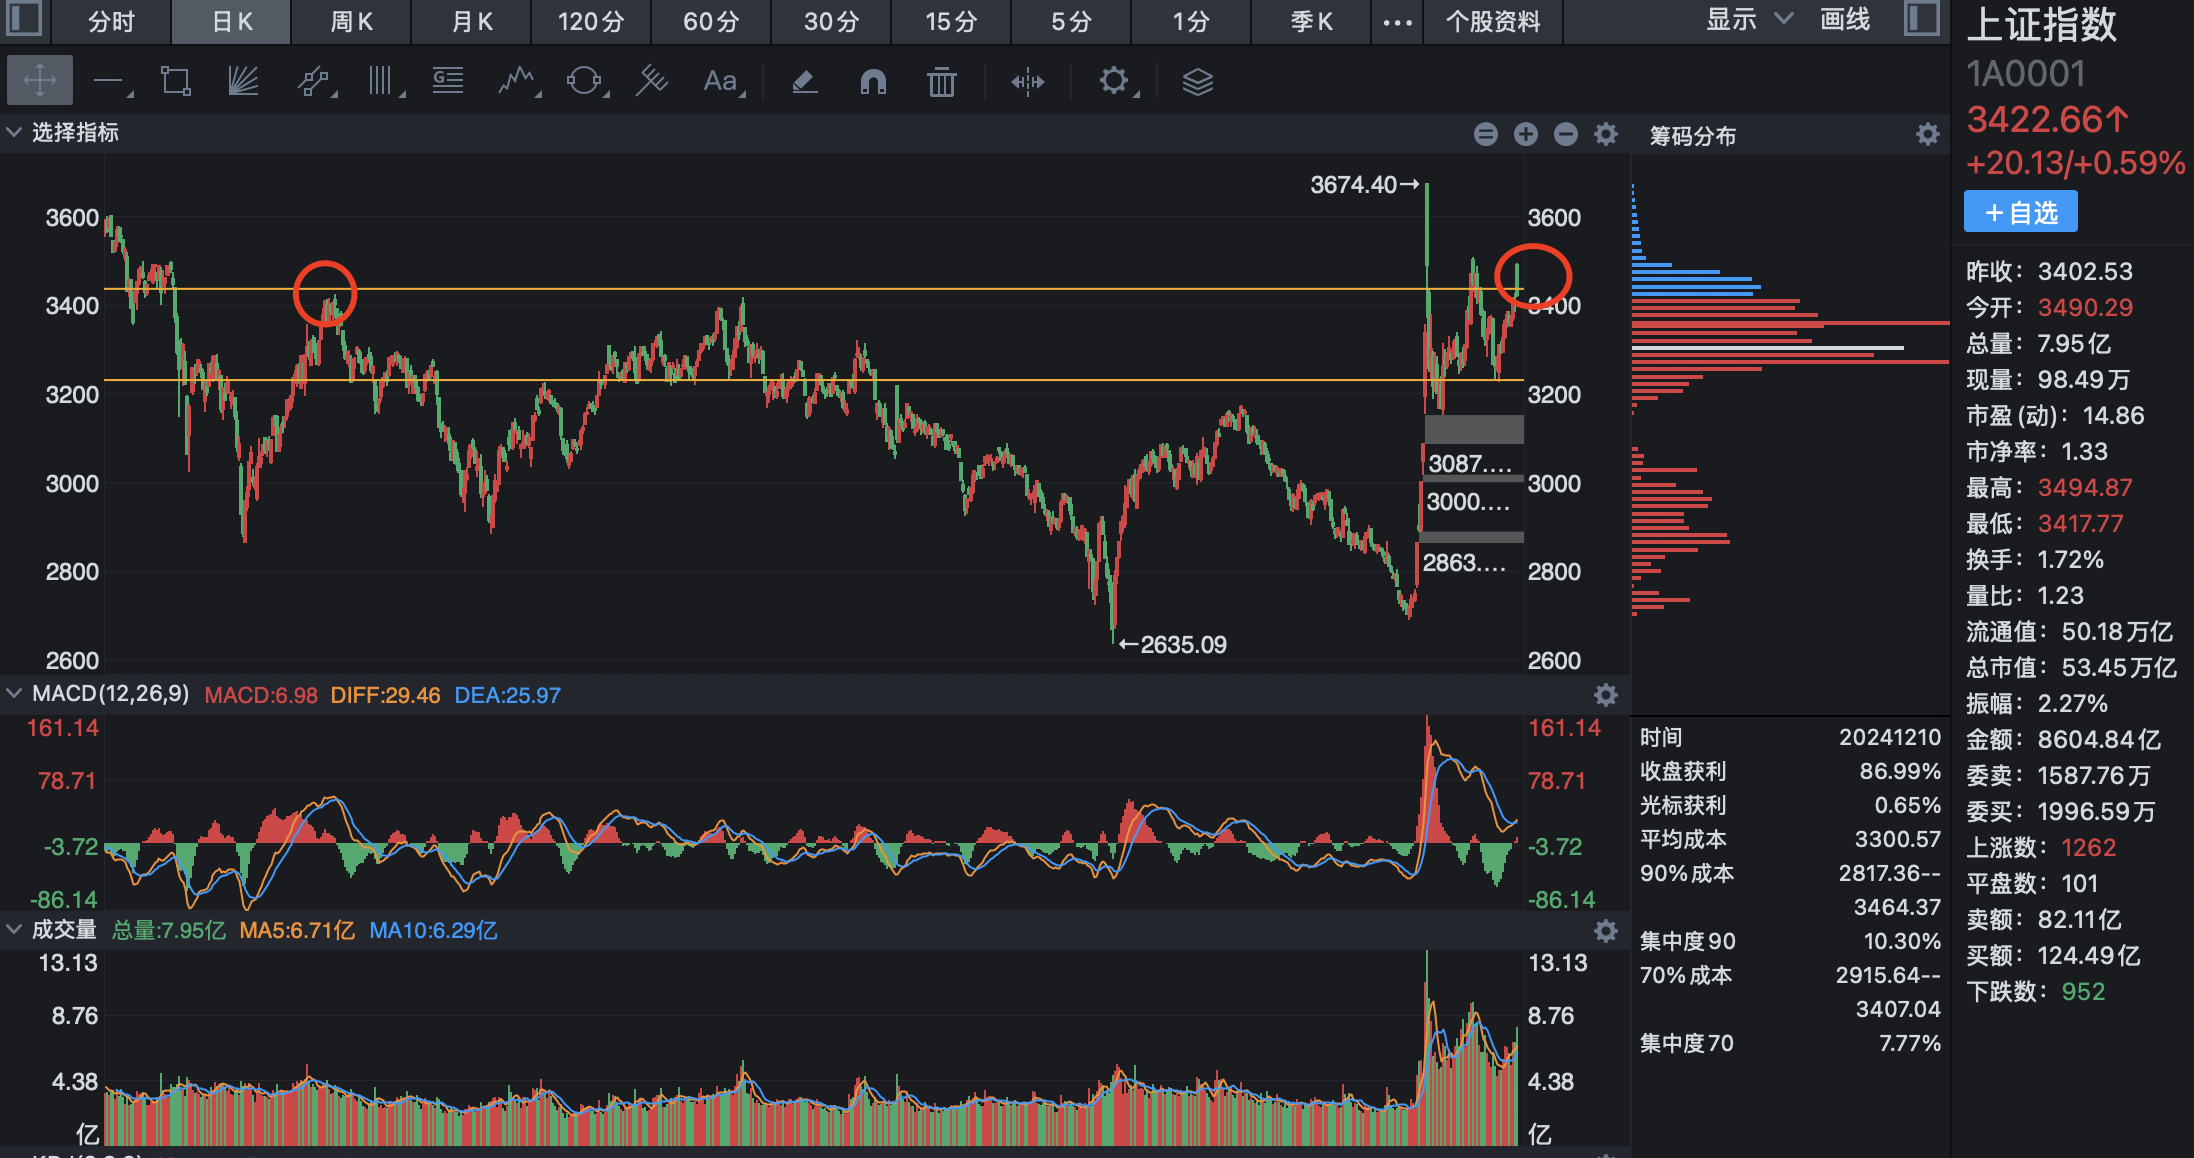 分时 日K 周K 月K 120分 60分 30分 15分 5分 1分 季K ••• 个股资料 显示 画线
G Aa
选择指标
3674.40→
3600 3600
3400 3400
3200 3200
3087....
3000 3000
3000....
2863....
2800 2800
←2635.09
2600 2600
MACD(12,26,9) MACD:6.98 DIFF:29.46 DEA:25.97
161.14 161.14
78.71 78.71
-3.72 -3.72
-86.14 -86.14
成交量 总量:7.95亿 MA5:6.71亿 MA10:6.29亿
13.13 13.13
8.76 8.76
4.38 4.38
亿 亿
筹码分布
时间 20241210
收盘获利 86.99%
光标获利 0.65%
平均成本 3300.57
90%成本 2817.36--
3464.37
集中度90 10.30%
70%成本 2915.64--
3407.04
集中度70 7.77%
上证指数
1A0001
3422.66↑
+20.13/+0.59%
+自选
昨收: 3402.53
今开: 3490.29
总量: 7.95亿
现量: 98.49万
市盈(动): 14.86
市净率: 1.33
最高: 3494.87
最低: 3417.77
换手: 1.72%
量比: 1.23
流通值: 50.18万亿
总市值: 53.45万亿
振幅: 2.27%
金额: 8604.84亿
委卖: 1587.76万
委买: 1996.59万
上涨数: 1262
平盘数: 101
卖额: 82.11亿
买额: 124.49亿
下跌数: 952